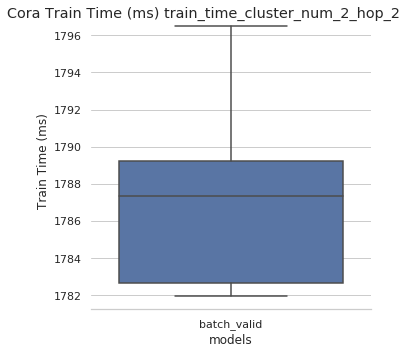 Cora Train Time (ms) train_time_cluster_num_2_hop_2
1796
1794
1792
1790
1788
1786
1784
1782
Train Time (ms)
batch_valid
models